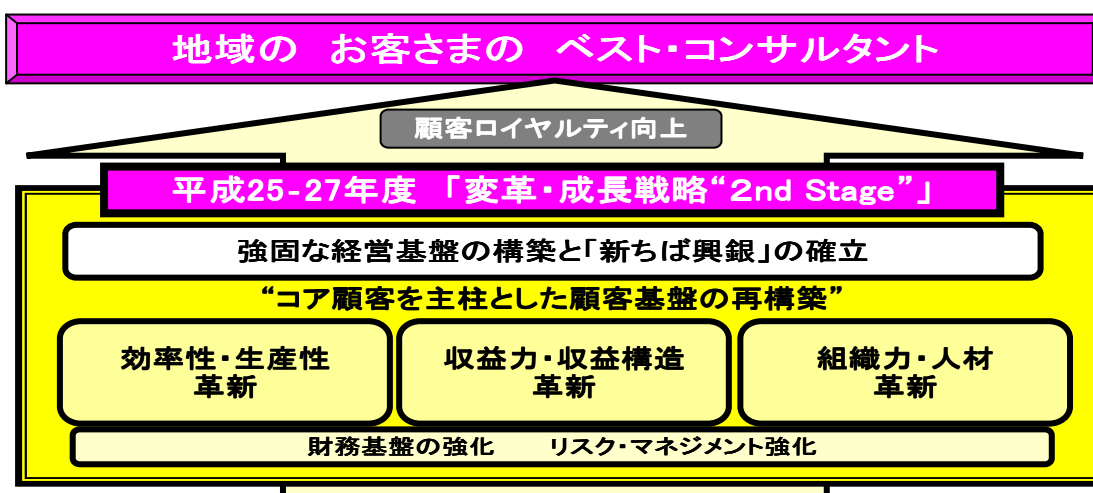 地域の お客さまの ベスト・コンサルタント
顧客ロイヤルティ向上
平成25-27年度 「変革・成長戦略“2nd Stage”」
強固な経営基盤の構築と「新ちば興銀」の確立
“コア顧客を主柱とした顧客基盤の再構築”
効率性・生産性
革新
収益力・収益構造
革新
組織力・人材
革新
財務基盤の強化 リスク・マネジメント強化